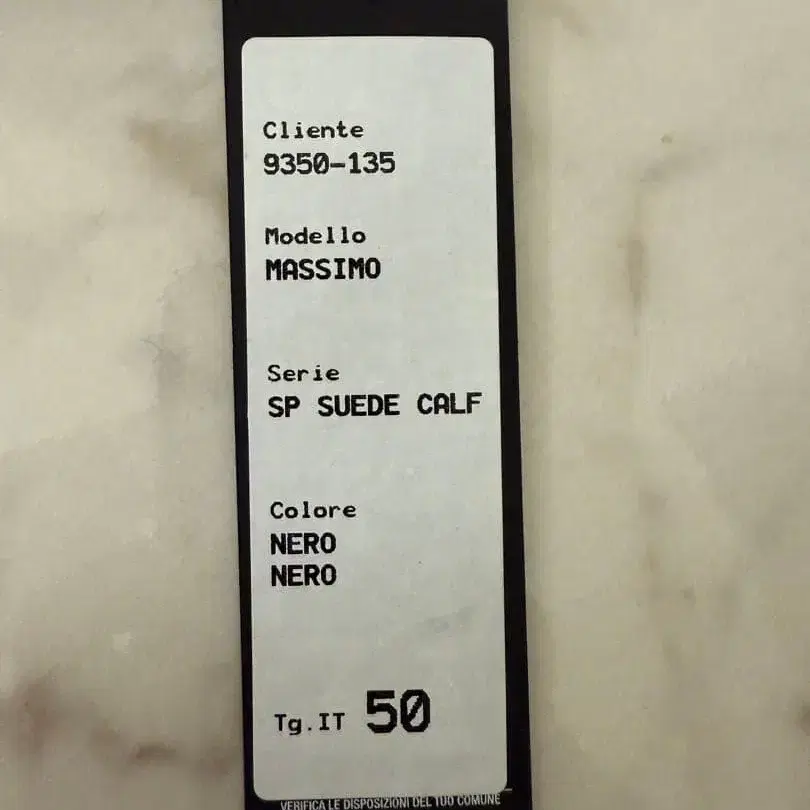 Cliente
9350-135
Modello
MASSIMO
Serie
SP SUEDE CALF
Colore
NERO
NERO
Tg.IT 50
VERIFICA LE DISPOSIZIONI DEL TUO COMUNE